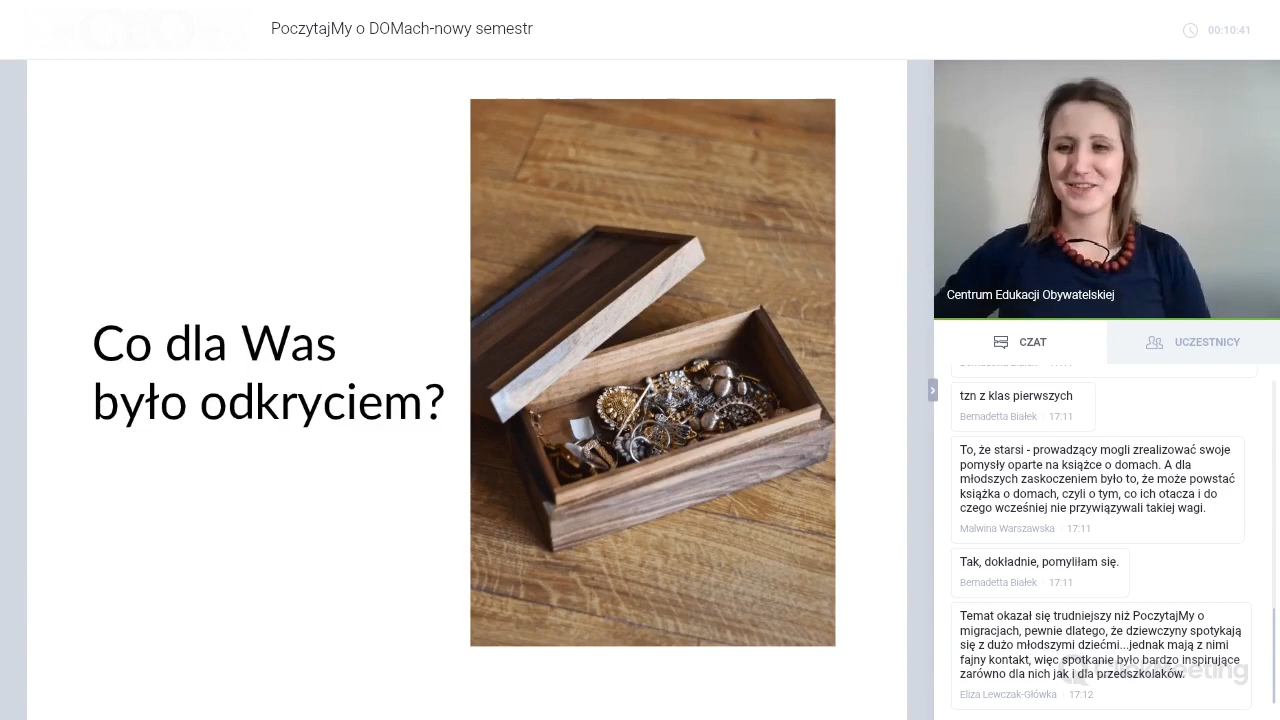 PoczytajMy o DOMach-nowy semestr
00:10:41
Co dla Was
było odkryciem?
Centrum Edukacji Obywatelskiej
CZAT
UCZESTNICY
tzn z klas pierwszych
Bernadetta Białek 17:11
To, że starsi - prowadzący mogli zrealizować swoje
pomysły oparte na książce o domach. A dla
młodszych zaskoczeniem było to, że może powstać
książka o domach, czyli o tym, co ich otacza i do
czego wcześniej nie przywiązywali takiej wagi.
Malwina Warszawska 17:11
Tak, dokładnie, pomyliłam się.
Bernadetta Białek 17:11
Temat okazał się trudniejszy niż PoczytajMy o
migracjach, pewnie dlatego, że dziewczyny spotykają
się z dużo młodszymi dziećmi...jednak mają z nimi
fajny kontakt, więc spotkanie było bardzo inspirujące
zarówno dla nich jak i dla przedszkolaków.
Eliza Lewczak-Główka 17:12